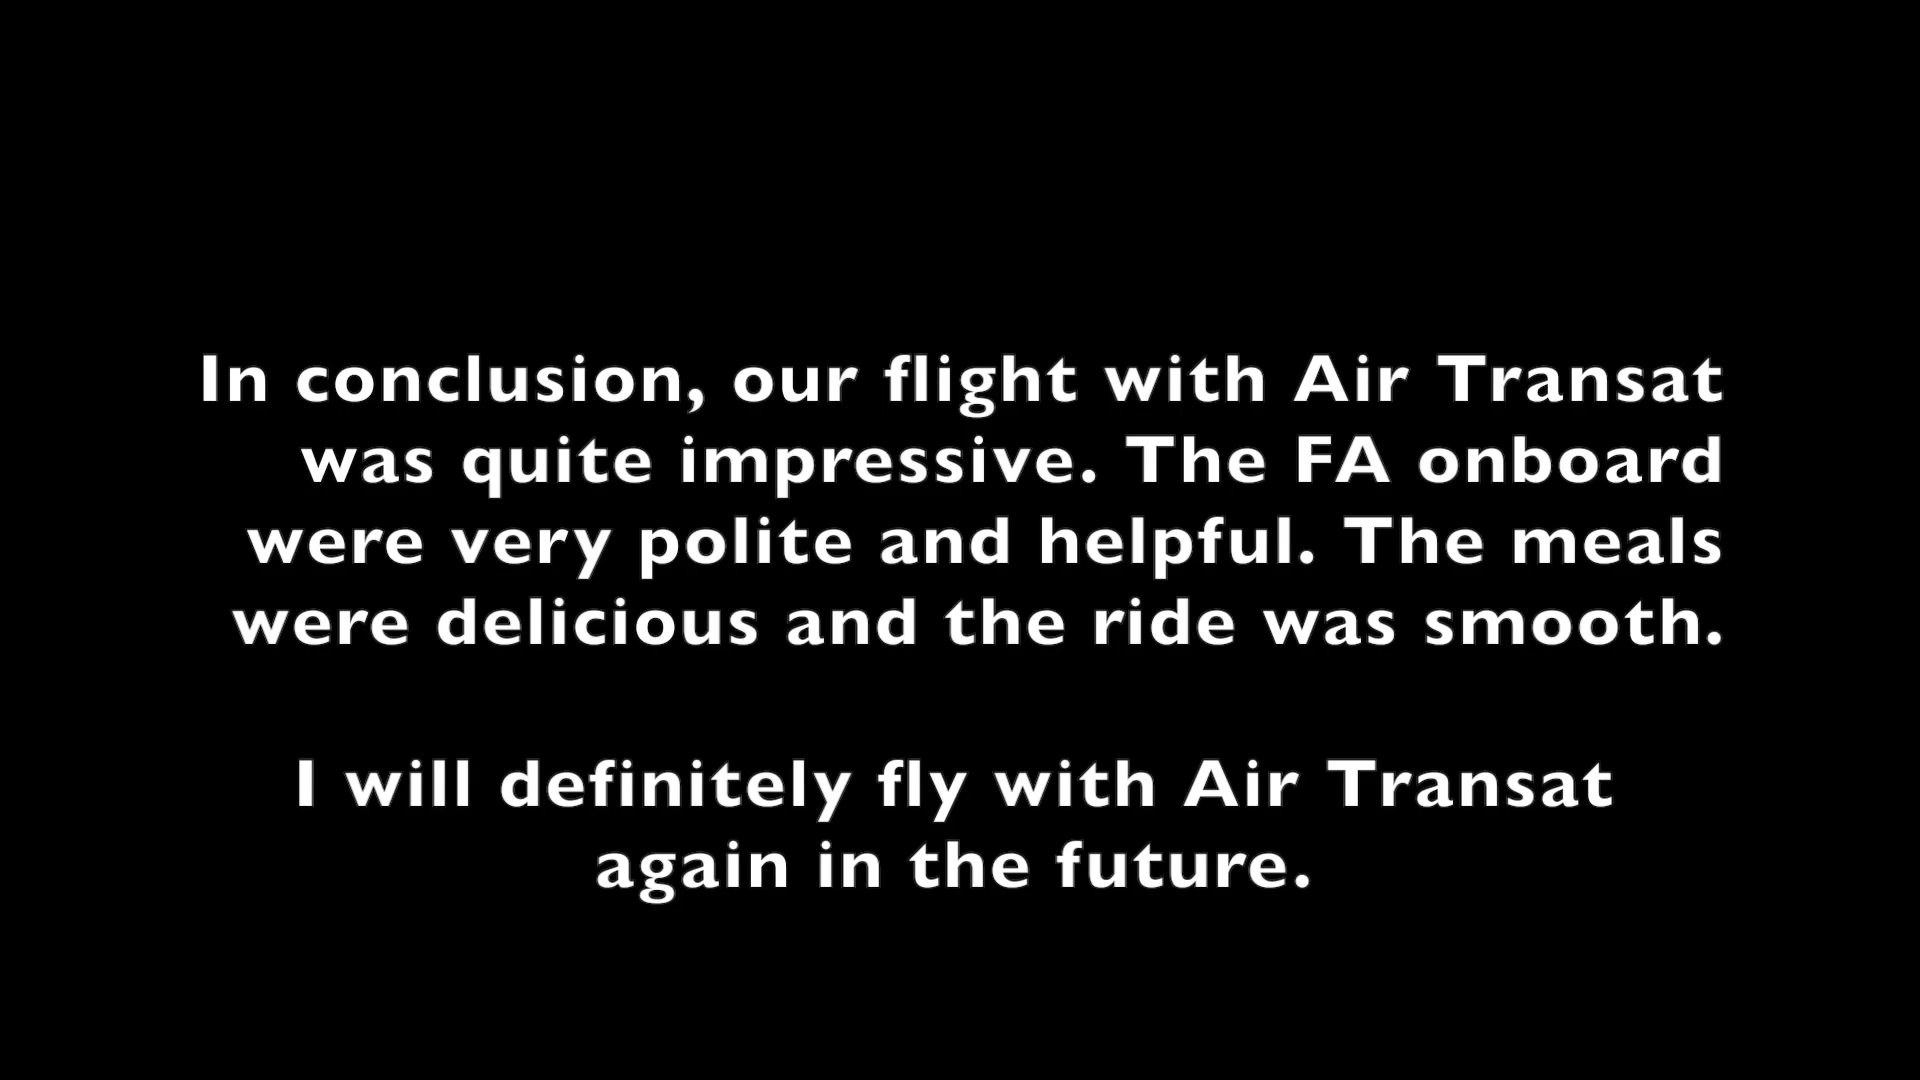 In conclusion, our flight with Air Transat
was quite impressive. The FA onboard
were very polite and helpful. The meals
were delicious and the ride was smooth.
I will definitely fly with Air Transat
again in the future.